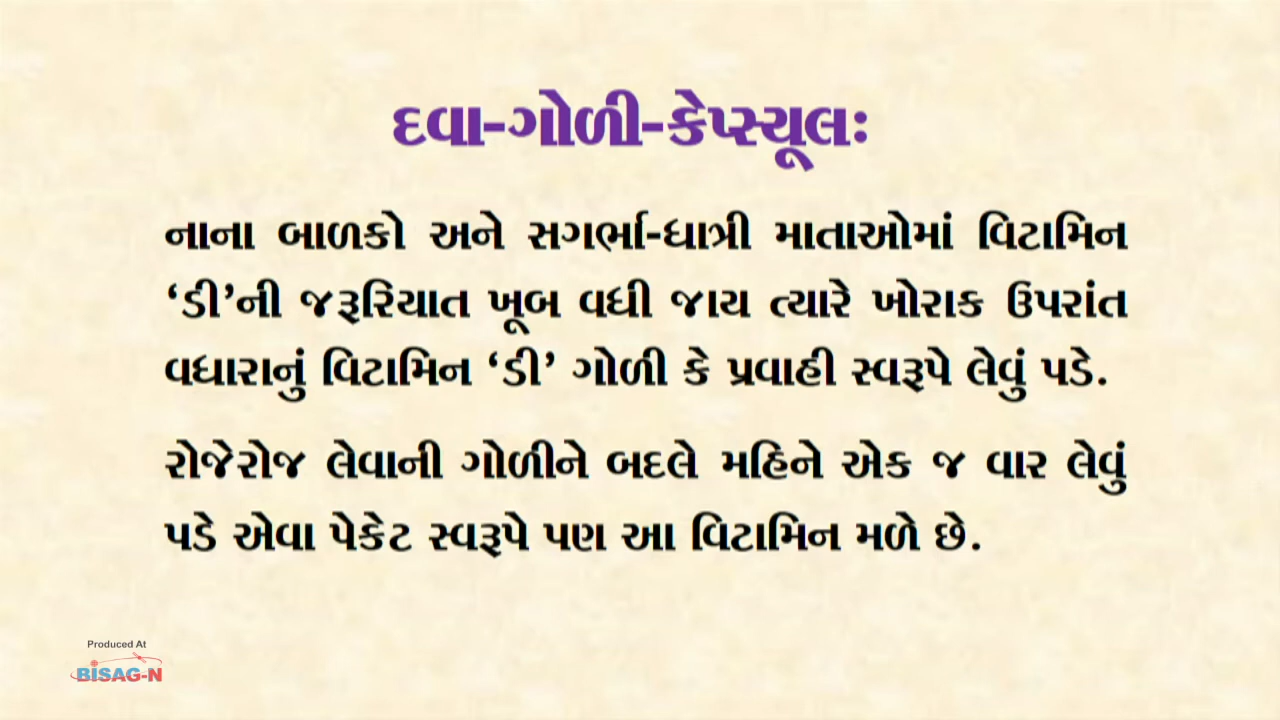 દવા-ગોળી-કેપ્સ્યૂલઃ
નાના બાળકો અને સગર્ભા-ધાત્રી માતાઓમાં વિટામિન
‘ડી’ની જરૂરિયાત ખૂબ વધી જાય ત્યારે ખોરાક ઉપરાંત
વધારાનું વિટામિન ‘ડી’ ગોળી કે પ્રવાહી સ્વરૂપે લેવું પડે.
રોજેરોજ લેવાની ગોળીને બદલે મહિને એક જ વાર લેવું
પડે એવા પેકેટ સ્વરૂપે પણ આ વિટામિન મળે છે.
Produced At
BISAG-N